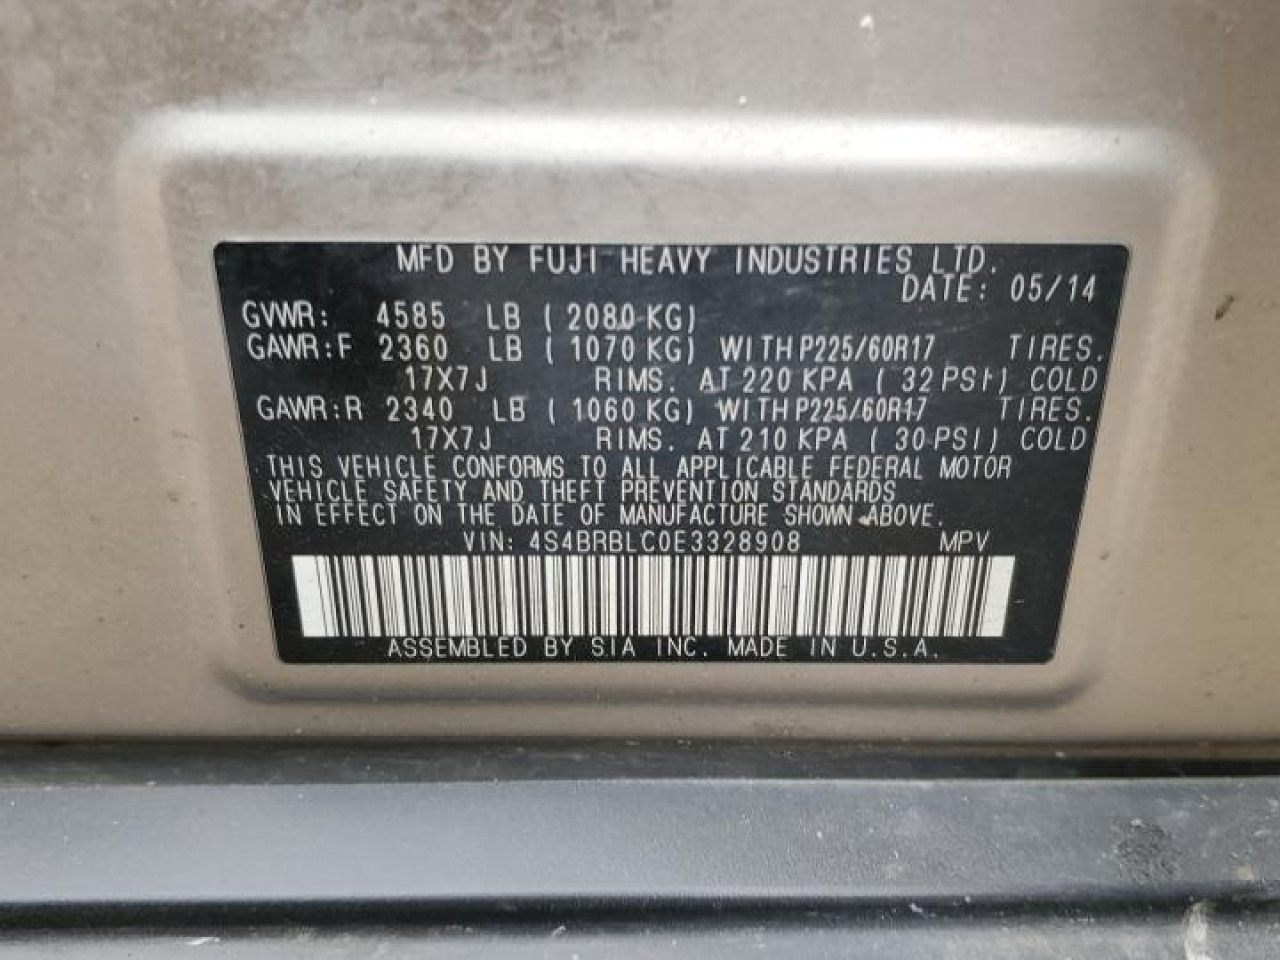 MFD BY FUJI HEAVY INDUSTRIES LTD.
DATE: 05/14
GVWR: 4585 LB ( 2080 KG)
GAWR:F 2360 LB ( 1070 KG) WITH P225/60R17 TIRES.
17X7J RIMS. AT 220 KPA ( 32 PSI) COLD
GAWR:R 2340 LB ( 1060 KG) WITH P225/60R17 TIRES.
17X7J RIMS. AT 210 KPA ( 30 PSI) COLD
THIS VEHICLE CONFORMS TO ALL APPLICABLE FEDERAL MOTOR
VEHICLE SAFETY AND THEFT PREVENTION STANDARDS
IN EFFECT ON THE DATE OF MANUFACTURE SHOWN ABOVE.
VIN: 4S4BRBLC0E3328908 MPV
ASSEMBLED BY SIA INC. MADE IN U.S.A.